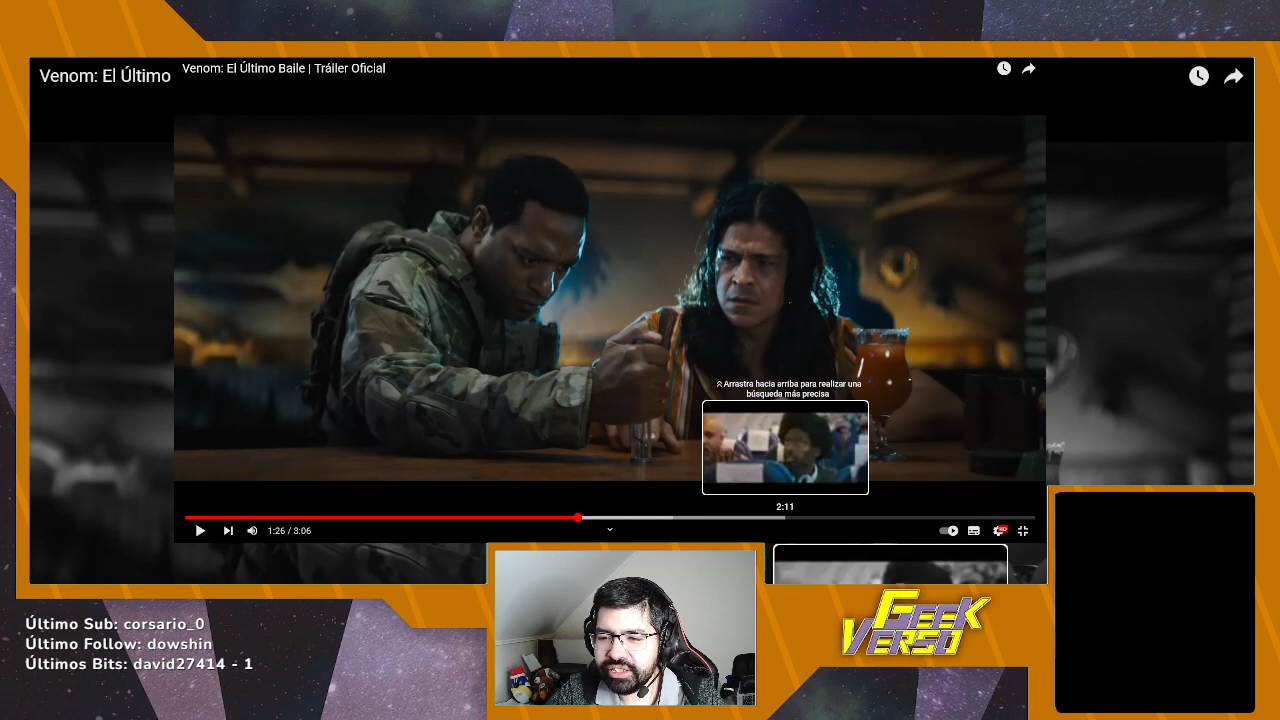 Venom: El Último
Venom: El Último Baile | Tráiler Oficial
Arrastra hacia arriba para realizar una
búsqueda más precisa
2:11
1:26 / 3:06
HD
Último Sub: corsario_0
Último Follow: dowshin
Últimos Bits: david27414 - 1
GEEK
VERSO